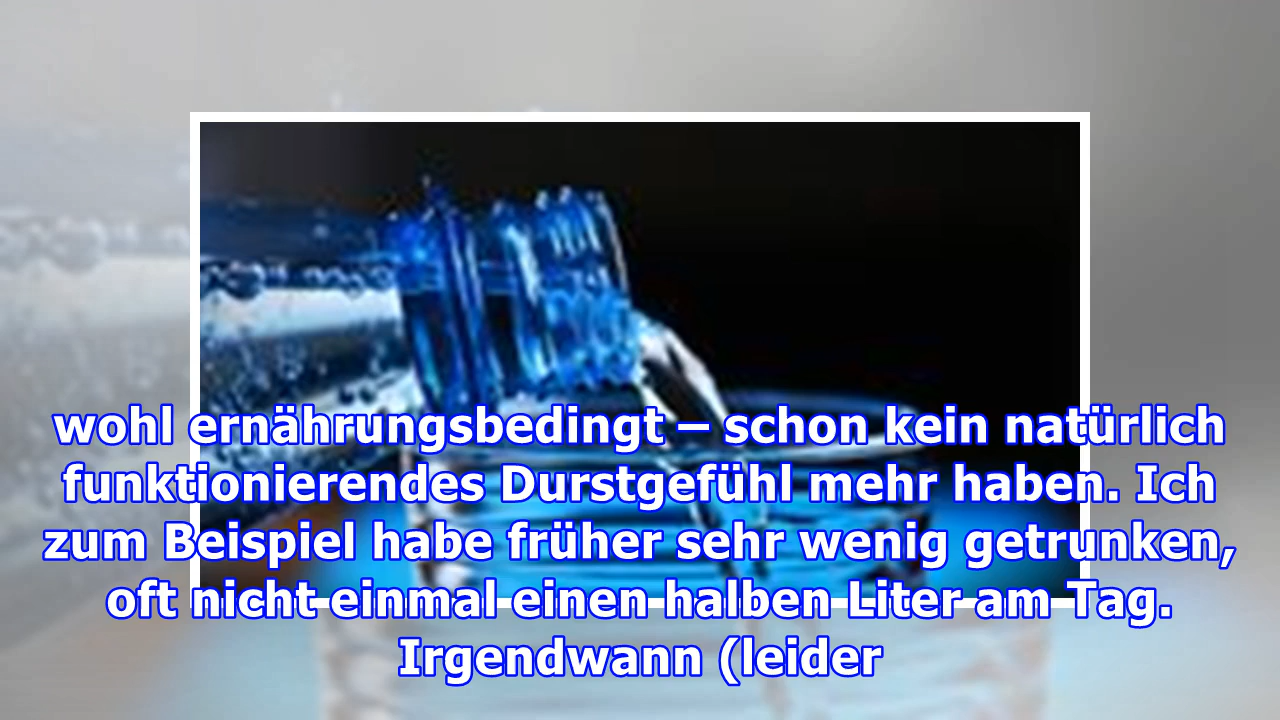 wohl ernährungsbedingt – schon kein natürlich
funktionierendes Durstgefühl mehr haben. Ich
zum Beispiel habe früher sehr wenig getrunken,
oft nicht einmal einen halben Liter am Tag.
Irgendwann (leider